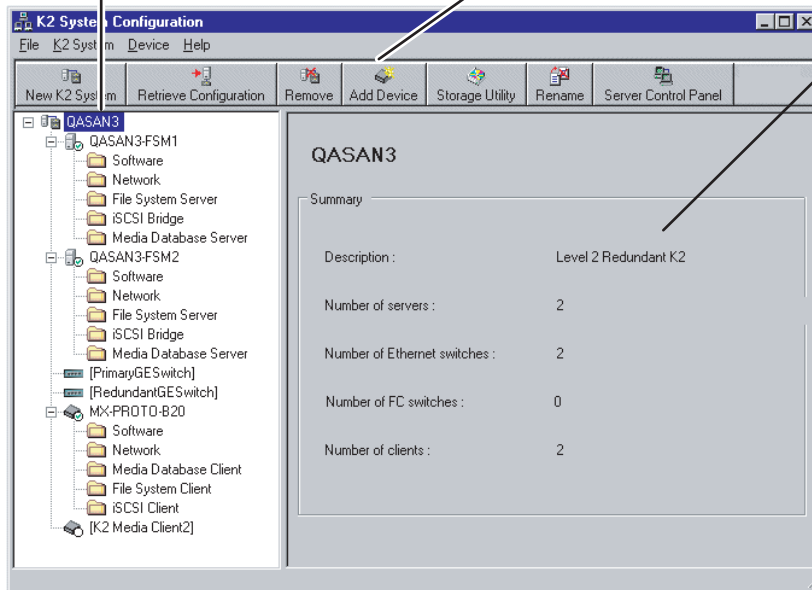 K2 System Configuration
File K2 System Device Help
New K2 System Retrieve Configuration Remove Add Device Storage Utility Rename Server Control Panel
QASAN3
QASAN3-FSM1
Software
Network
File System Server
iSCSI Bridge
Media Database Server
QASAN3-FSM2
Software
Network
File System Server
iSCSI Bridge
Media Database Server
[PrimaryGESwitch]
[RedundantGESwitch]
MX-PROTO-B20
Software
Network
Media Database Client
File System Client
iSCSI Client
[K2 Media Client2]
QASAN3
Summary
Description : Level 2 Redundant K2
Number of servers : 2
Number of Ethernet switches : 2
Number of FC switches : 0
Number of clients : 2